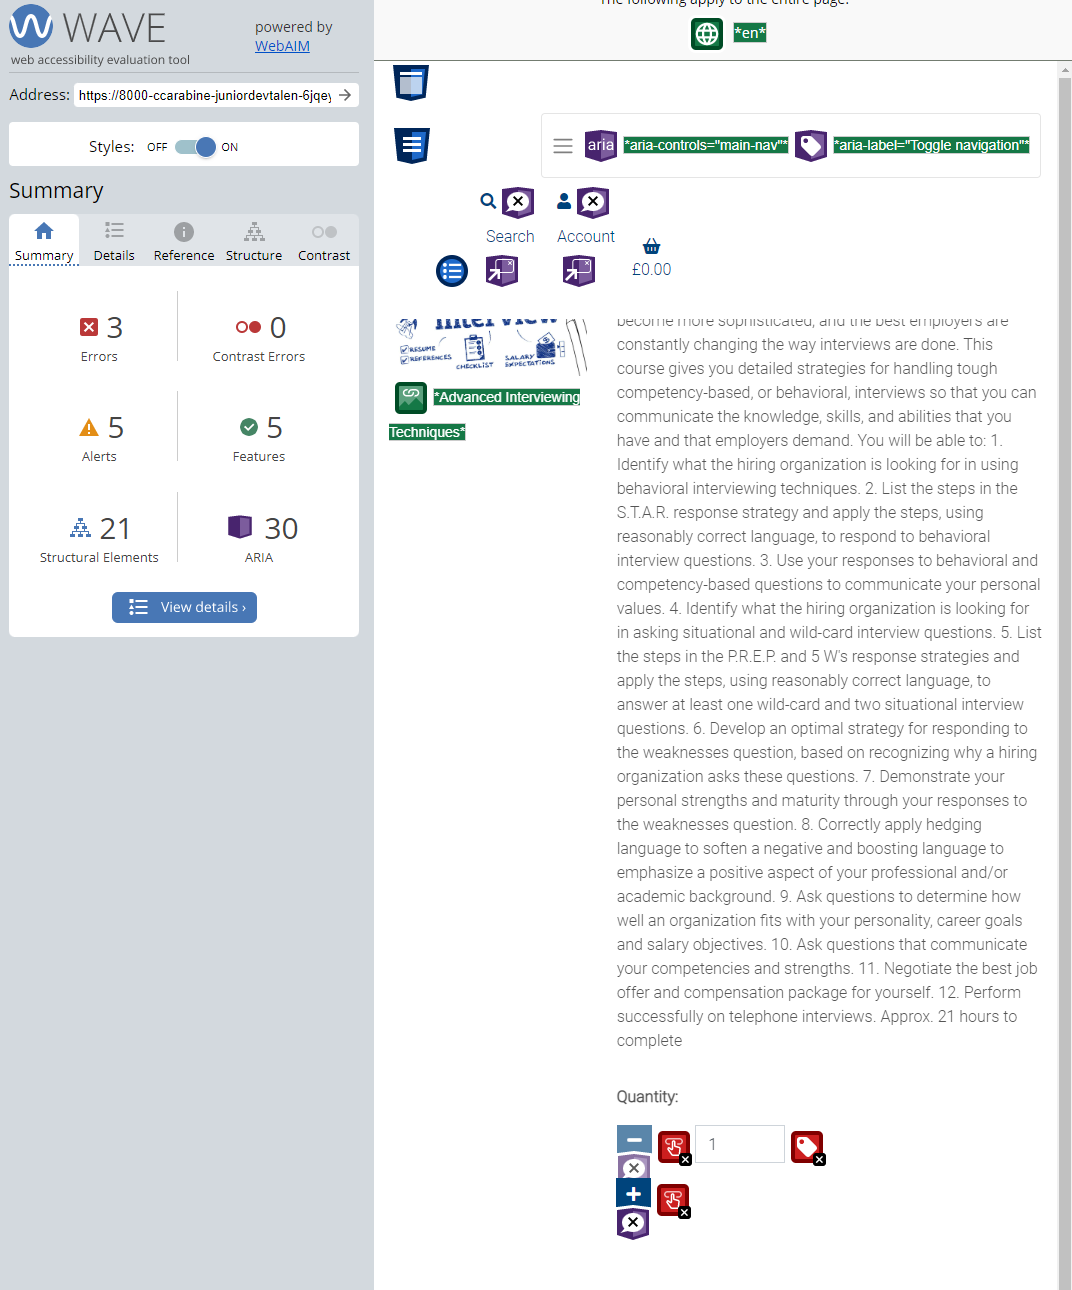 WAVE
web accessibility evaluation tool
powered by
WebAIM
Address: https://8000-ccarabine-juniordevtalen-6jqey
Styles: OFF ON
Summary
Summary Details Reference Structure Contrast
3
Errors
0
Contrast Errors
5
Alerts
5
Features
21
Structural Elements
30
ARIA
View details ›
The following apply to the entire page:
*en*
aria *aria-controls="main-nav"* *aria-label="Toggle navigation"*
Search Account
£0.00
Interview
RESUME
REFERENCES
CHECKLIST
SALARY
EXPECTATIONS
*Advanced Interviewing
Techniques*
become more sophisticated, and the best employers are
constantly changing the way interviews are done. This
course gives you detailed strategies for handling tough
competency-based, or behavioral, interviews so that you can
communicate the knowledge, skills, and abilities that you
have and that employers demand. You will be able to: 1.
Identify what the hiring organization is looking for in using
behavioral interviewing techniques. 2. List the steps in the
S.T.A.R. response strategy and apply the steps, using
reasonably correct language, to respond to behavioral
interview questions. 3. Use your responses to behavioral and
competency-based questions to communicate your personal
values. 4. Identify what the hiring organization is looking for
in asking situational and wild-card interview questions. 5. List
the steps in the P.R.E.P. and 5 W's response strategies and
apply the steps, using reasonably correct language, to
answer at least one wild-card and two situational interview
questions. 6. Develop an optimal strategy for responding to
the weaknesses question, based on recognizing why a hiring
organization asks these questions. 7. Demonstrate your
personal strengths and maturity through your responses to
the weaknesses question. 8. Correctly apply hedging
language to soften a negative and boosting language to
emphasize a positive aspect of your professional and/or
academic background. 9. Ask questions to determine how
well an organization fits with your personality, career goals
and salary objectives. 10. Ask questions that communicate
your competencies and strengths. 11. Negotiate the best job
offer and compensation package for yourself. 12. Perform
successfully on telephone interviews. Approx. 21 hours to
complete
Quantity:
1